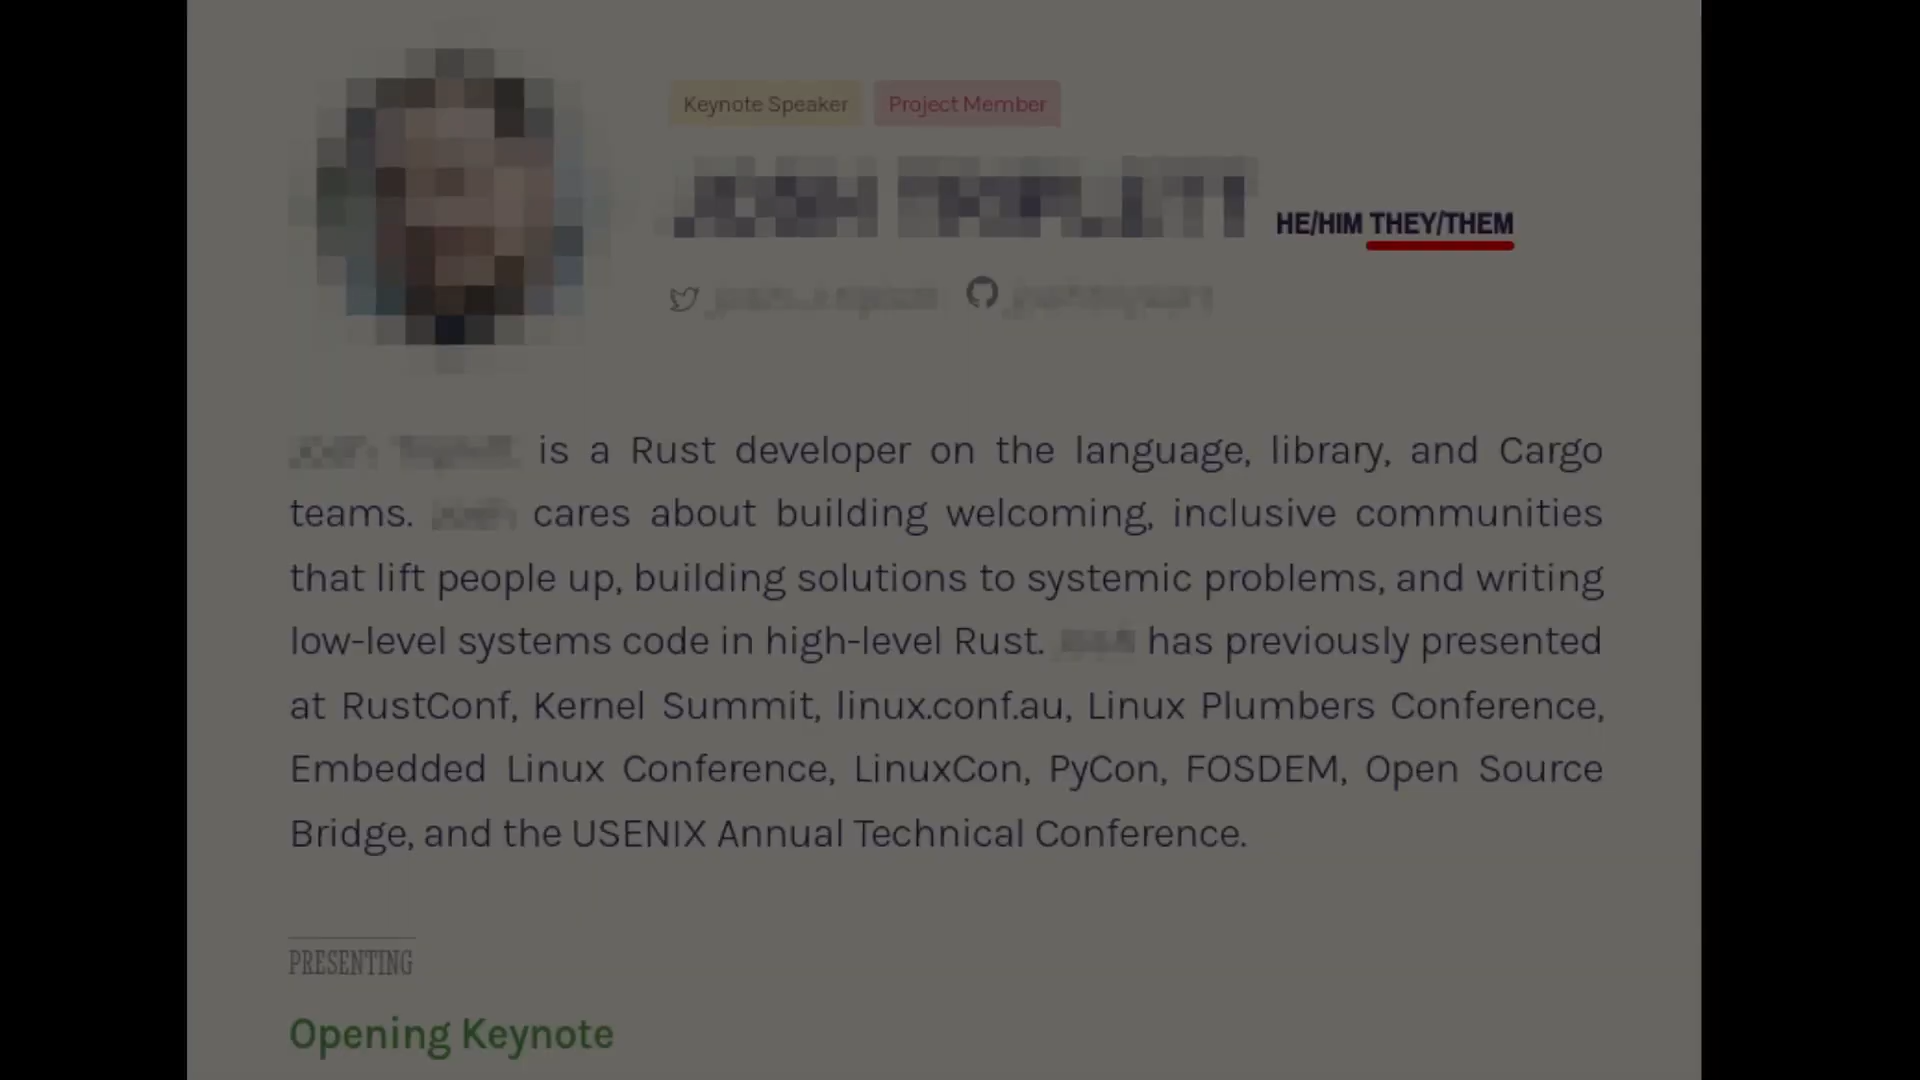 Keynote Speaker Project Member
HE/HIM THEY/THEM
is a Rust developer on the language, library, and Cargo
teams. cares about building welcoming, inclusive communities
that lift people up, building solutions to systemic problems, and writing
low-level systems code in high-level Rust. has previously presented
at RustConf, Kernel Summit, linux.conf.au, Linux Plumbers Conference,
Embedded Linux Conference, LinuxCon, PyCon, FOSDEM, Open Source
Bridge, and the USENIX Annual Technical Conference.
PRESENTING
Opening Keynote